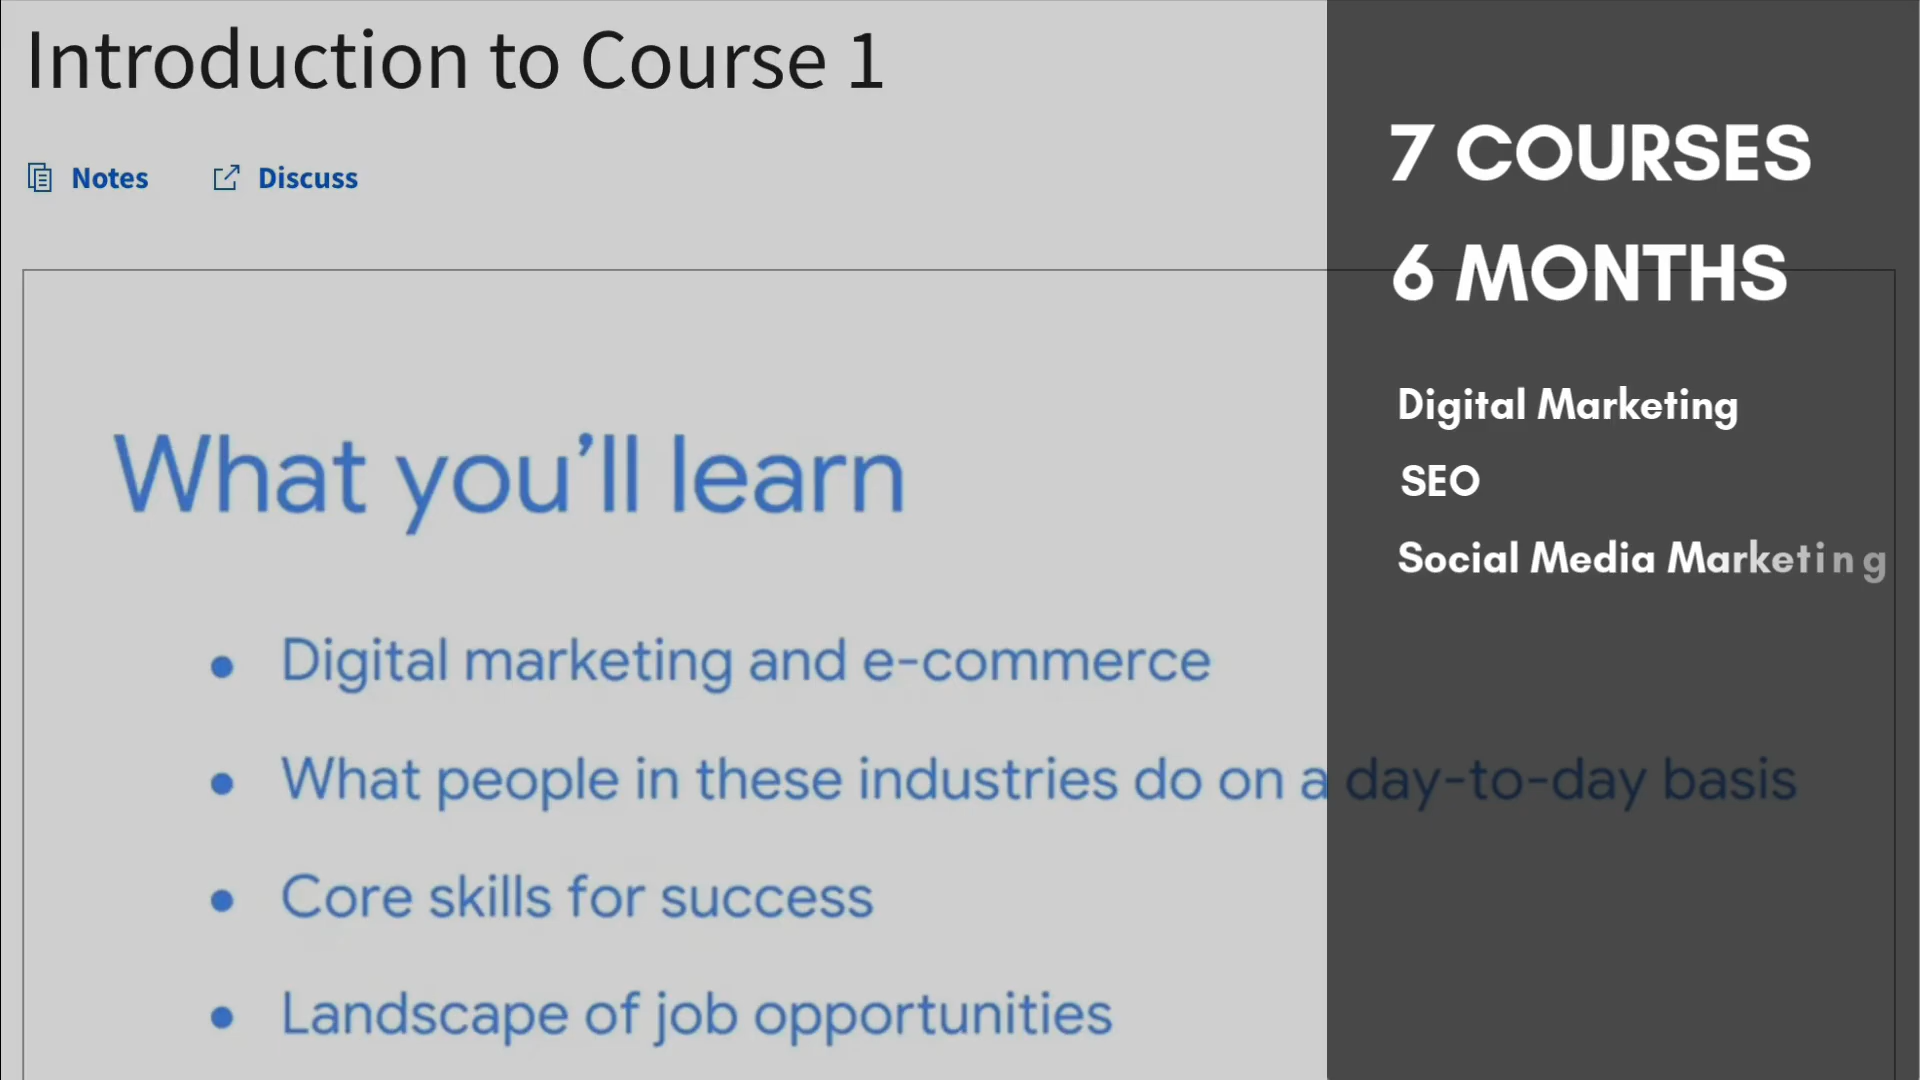 Introduction to Course 1
Notes
Discuss
What you’ll learn
Digital marketing and e-commerce
What people in these industries do on a day-to-day basis
Core skills for success
Landscape of job opportunities
7 COURSES
6 MONTHS
Digital Marketing
SEO
Social Media Marketing